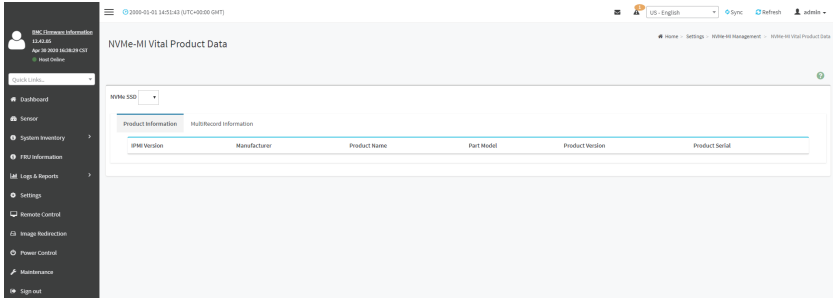 2000-01-01 14:51:43 (UTC+00:00 GMT)
1
US - English
Sync
Refresh
admin
BMC Firmware Information
12.42.05
Apr 30 2020 16:38:29 CST
Host Online
Quick Links...
Dashboard
Sensor
System Inventory
FRU Information
Logs & Reports
Settings
Remote Control
Image Redirection
Power Control
Maintenance
Sign out
NVMe-MI Vital Product Data
Home > Settings > NVMe-MI Management > NVMe-MI Vital Product Data
?
NVMe SSD
Product Information MultiRecord Information
IPMI Version Manufacturer Product Name Part Model Product Version Product Serial